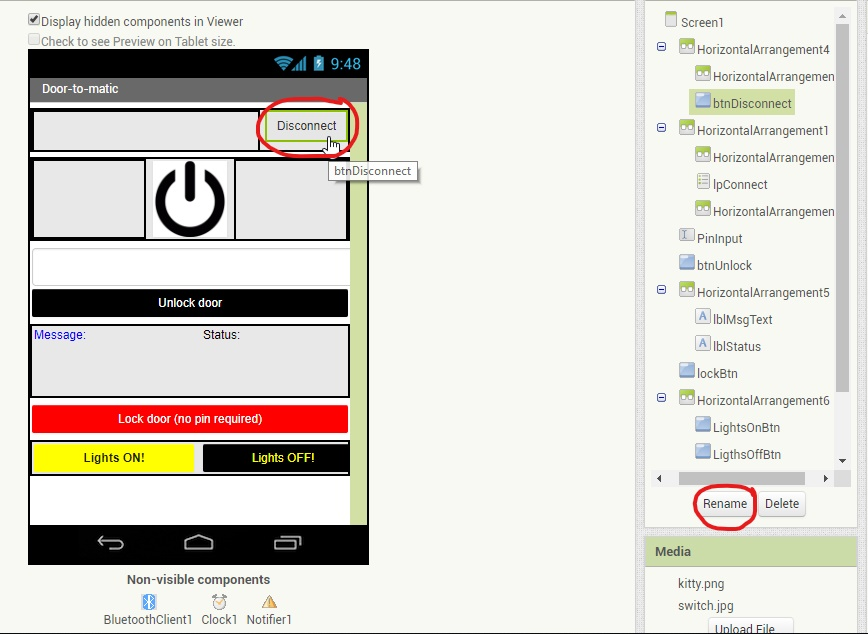 Display hidden components in Viewer
Check to see Preview on Tablet size.
9:48
Door-to-matic
Disconnect
btnDisconnect
Unlock door
Message: Status:
Lock door (no pin required)
Lights ON! Lights OFF!
Non-visible components
BluetoothClient1 Clock1 Notifier1
Screen1
HorizontalArrangement4
HorizontalArrangemen
btnDisconnect
HorizontalArrangement1
HorizontalArrangemen
lpConnect
HorizontalArrangemen
PinInput
btnUnlock
HorizontalArrangement5
A lblMsgText
A lblStatus
lockBtn
HorizontalArrangement6
LightsOnBtn
LigthsOffBtn
Rename Delete
Media
kitty.png
switch.jpg
Upload File